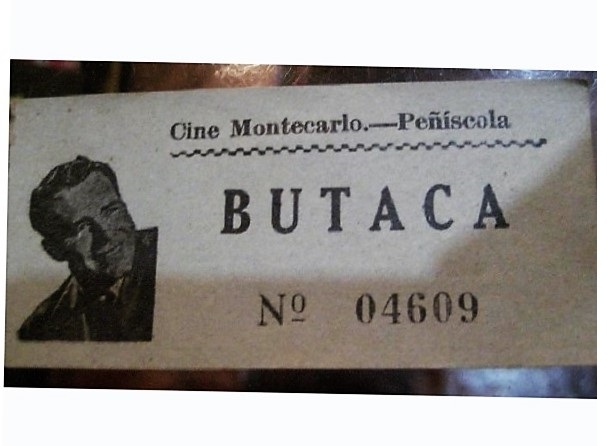 Cine Montecarlo.—Peñíscola
BUTACA
Nº 04609